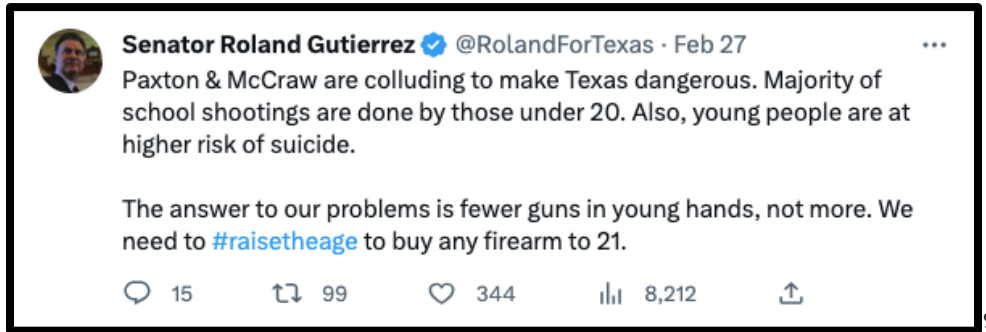 Senator Roland Gutierrez @RolandForTexas · Feb 27
Paxton & McCraw are colluding to make Texas dangerous. Majority of
school shootings are done by those under 20. Also, young people are at
higher risk of suicide.
The answer to our problems is fewer guns in young hands, not more. We
need to #raisetheage to buy any firearm to 21.
15 99 344 8,212